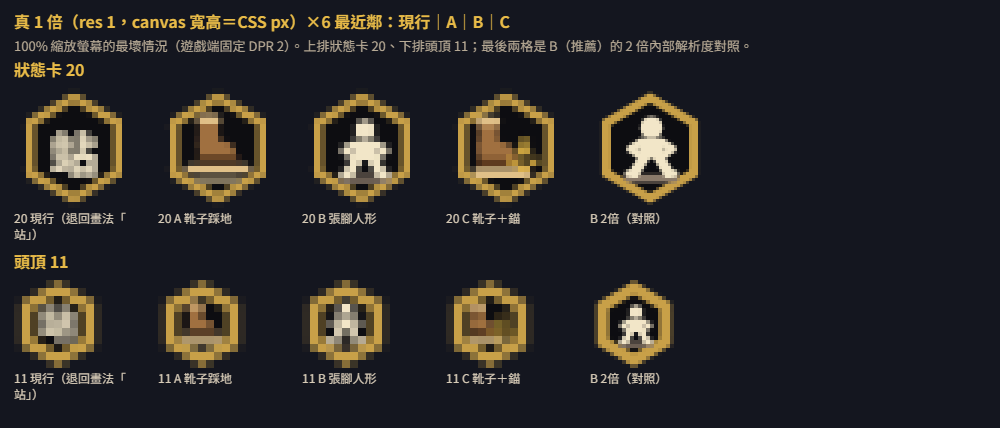 真 1 倍（res 1，canvas 寬高＝CSS px）×6 最近鄰：現行｜A｜B｜C
100% 縮放螢幕的最壞情況（遊戲端固定 DPR 2）。上排狀態卡 20、下排頭頂 11；最後兩格是 B（推薦）的 2 倍內部解析度對照。
狀態卡 20
20 現行（退回畫法「站」）
20 A 靴子踩地
20 B 張腳人形
20 C 靴子＋錨
B 2倍（對照）
頭頂 11
11 現行（退回畫法「站」）
11 A 靴子踩地
11 B 張腳人形
11 C 靴子＋錨
B 2倍（對照）